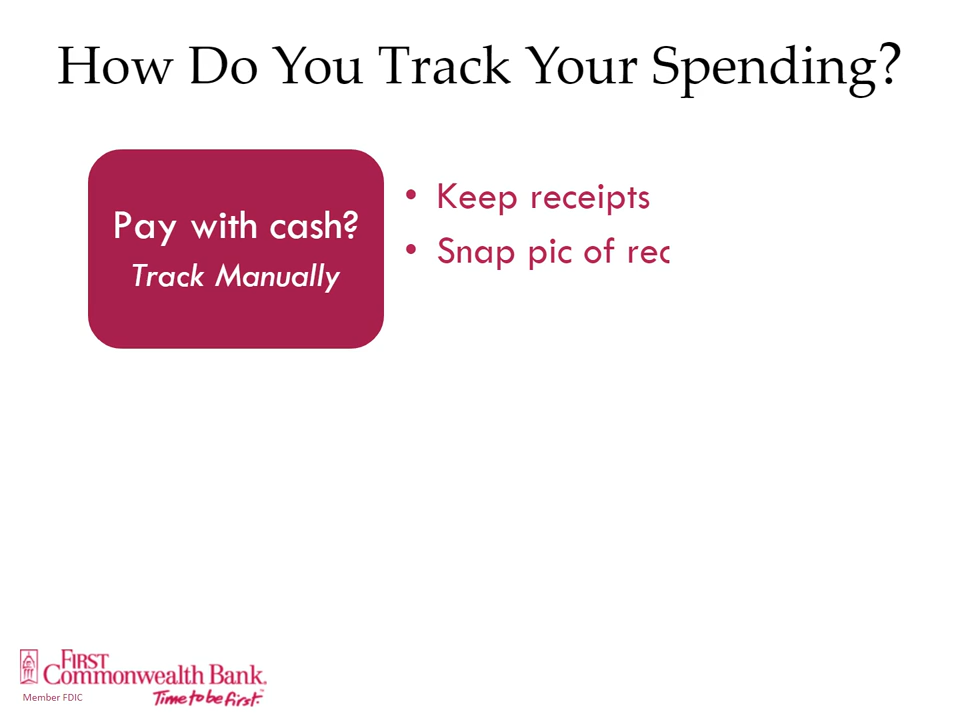 How Do You Track Your Spending?
Pay with cash?
Track Manually
• Keep receipts
• Snap pic of rec
FIRST
Commonwealth Bank.
Time to be first.
Member FDIC